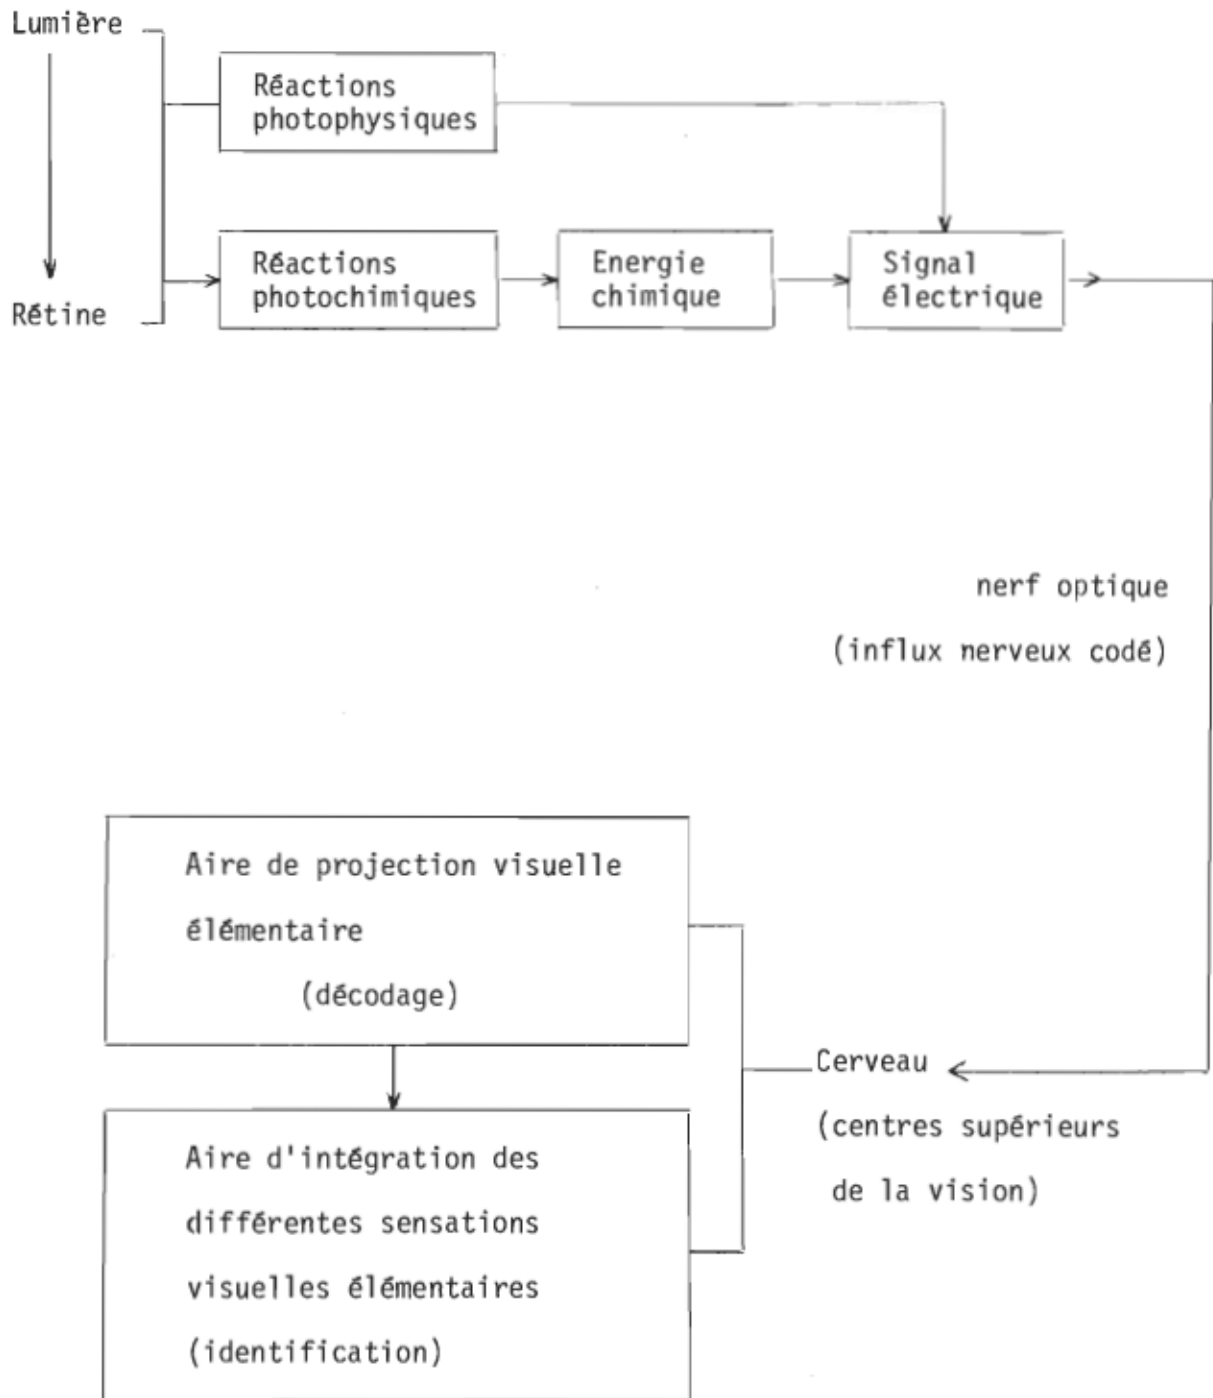 Lumière
Réactions
photophysiques
Réactions
photochimiques
Energie
chimique
Signal
électrique
Rétine
nerf optique
(influx nerveux codé)
Aire de projection visuelle
élémentaire
(décodage)
Cerveau
(centres supérieurs
de la vision)
Aire d'intégration des
différentes sensations
visuelles élémentaires
(identification)